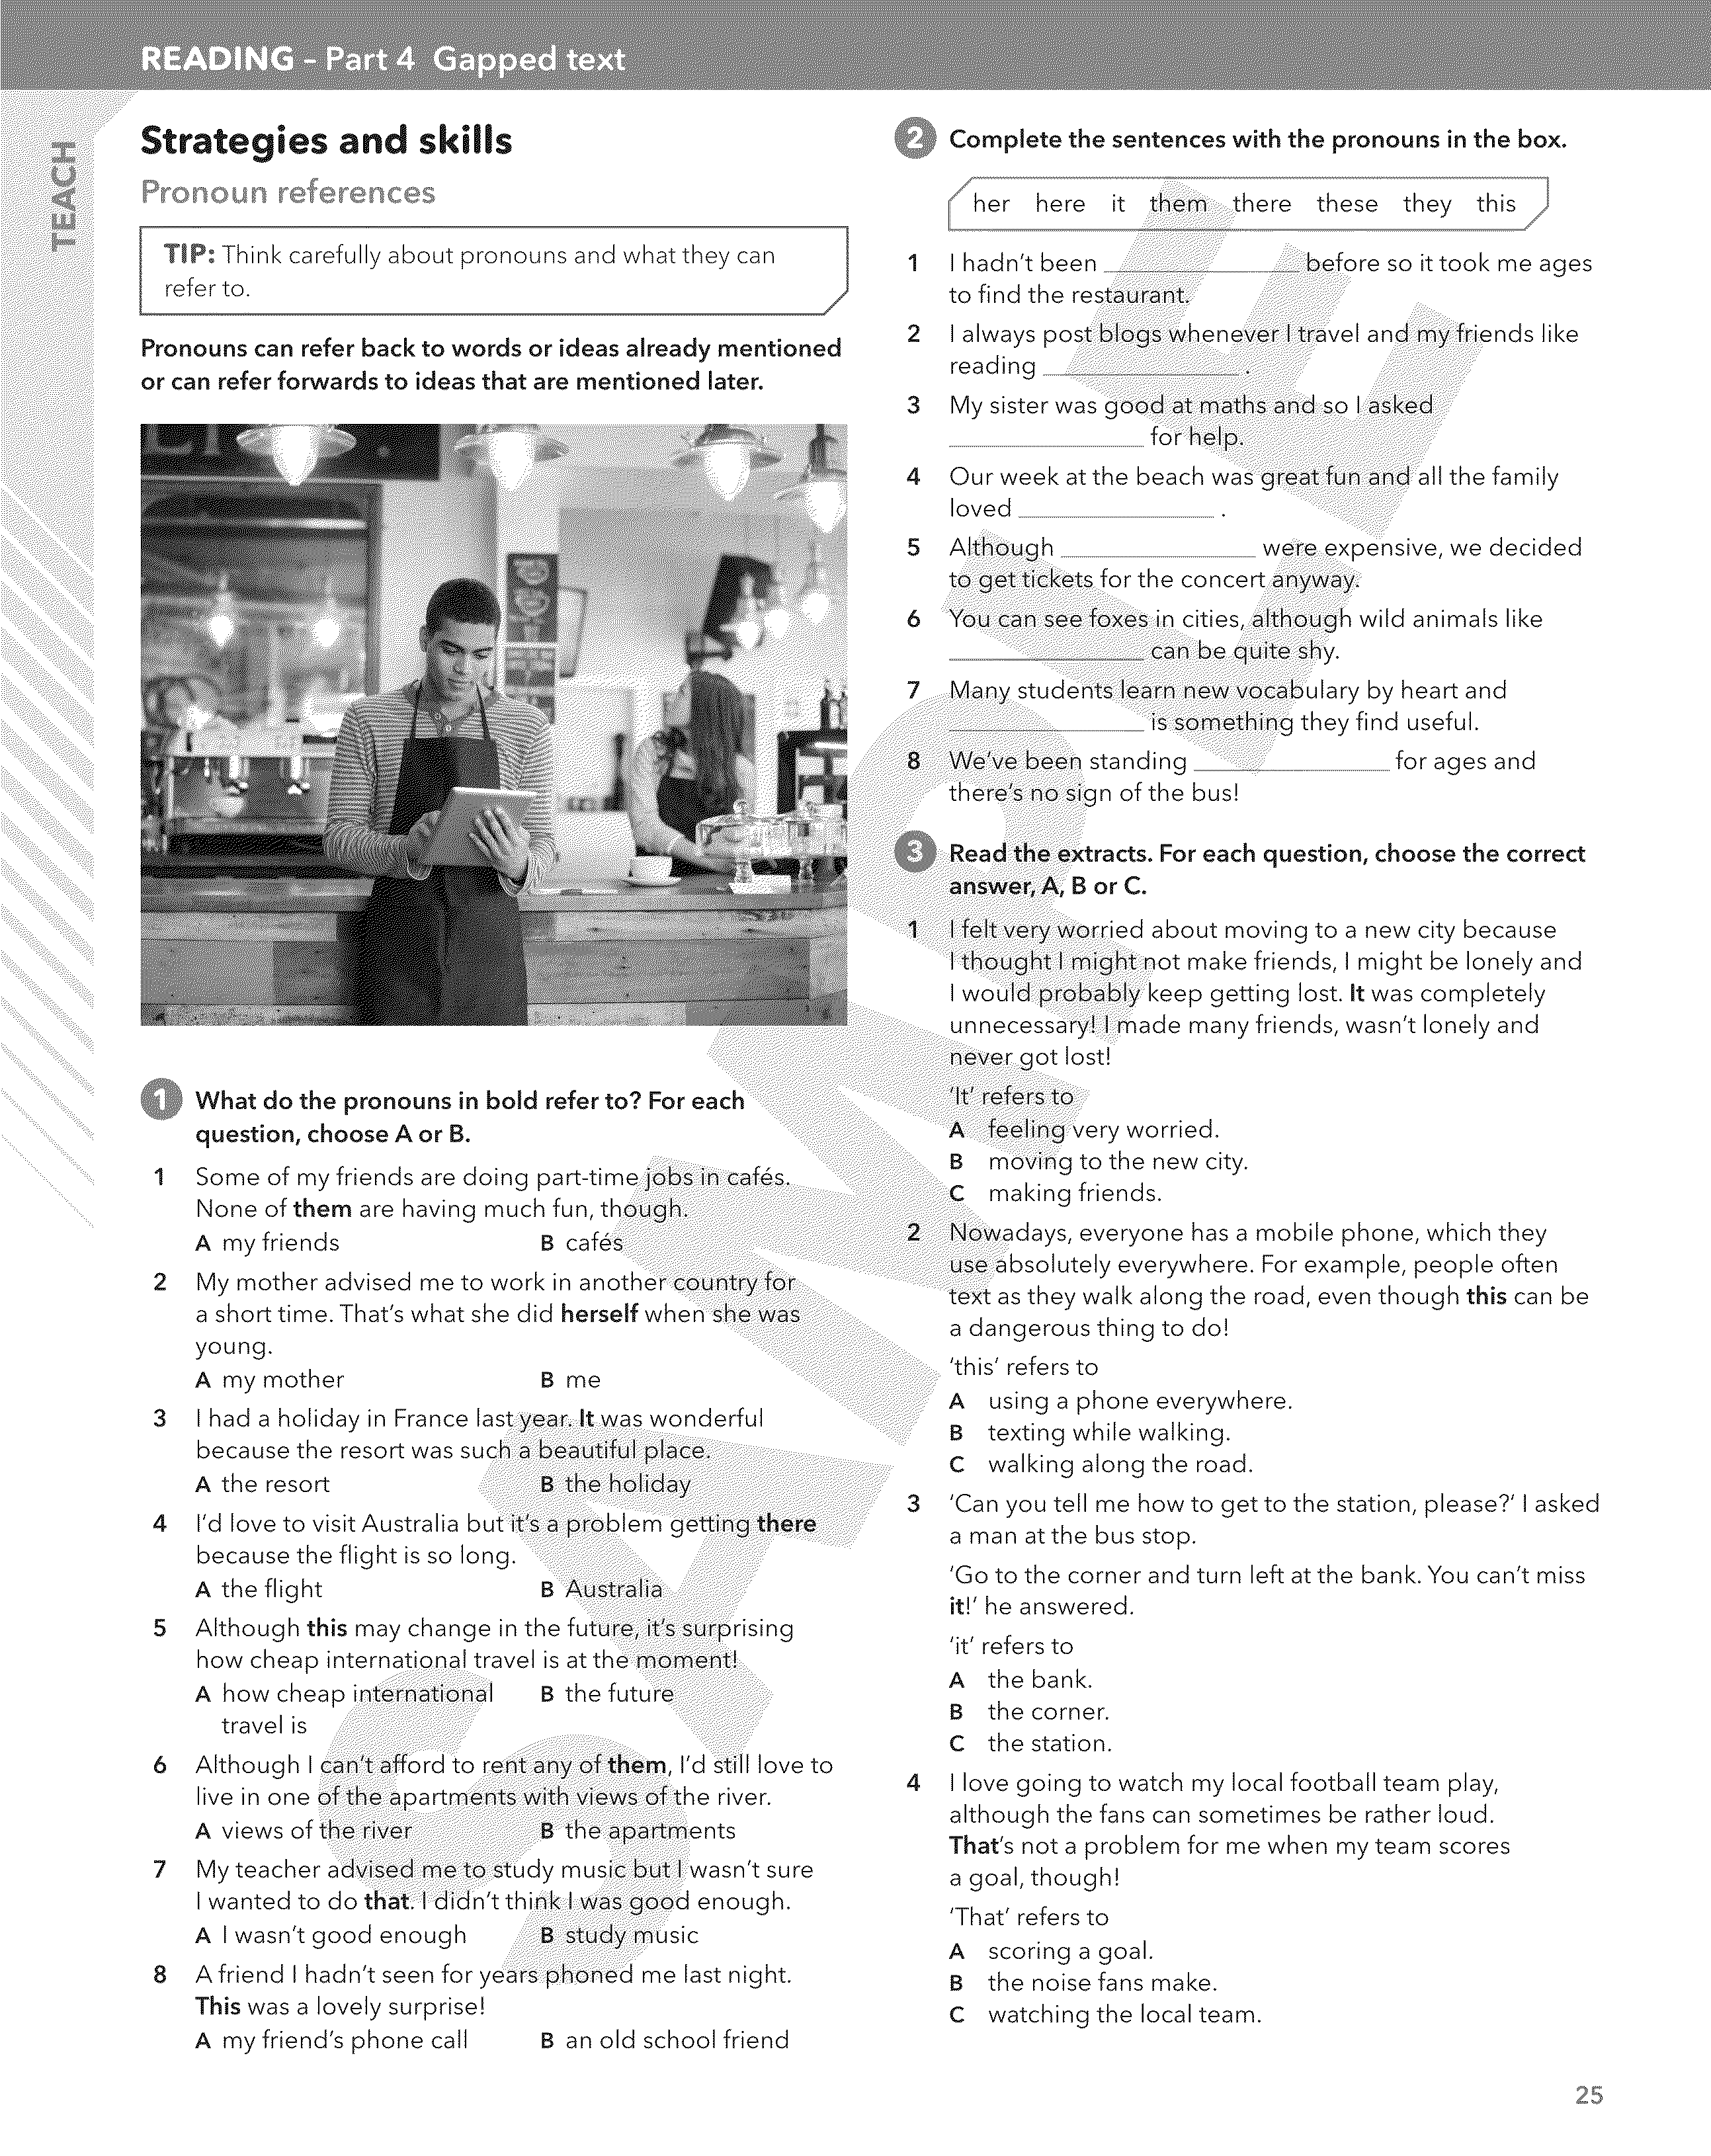 READING – Part 4 Gapped text
TEACH
Strategies and skills
Pronoun references
TIP: Think carefully about pronouns and what they can
refer to.
Pronouns can refer back to words or ideas already mentioned
or can refer forwards to ideas that are mentioned later.
1 What do the pronouns in bold refer to? For each
question, choose A or B.
1 Some of my friends are doing part-time jobs in cafés.
None of them are having much fun, though.
A my friends B cafés
2 My mother advised me to work in another country for
a short time. That's what she did herself when she was
young.
A my mother B me
3 I had a holiday in France last year. It was wonderful
because the resort was such a beautiful place.
A the resort B the holiday
4 I'd love to visit Australia but it's a problem getting there
because the flight is so long.
A the flight B Australia
5 Although this may change in the future, it's surprising
how cheap international travel is at the moment!
A how cheap international B the future
travel is
6 Although I can't afford to rent any of them, I'd still love to
live in one of the apartments with views of the river.
A views of the river B the apartments
7 My teacher advised me to study music but I wasn't sure
I wanted to do that. I didn't think I was good enough.
A I wasn't good enough B study music
8 A friend I hadn't seen for years phoned me last night.
This was a lovely surprise!
A my friend's phone call B an old school friend
2 Complete the sentences with the pronouns in the box.
her here it them there these they this
1 I hadn't been ______ before so it took me ages
to find the restaurant.
2 I always post blogs whenever I travel and my friends like
reading ______ .
3 My sister was good at maths and so I asked
______ for help.
4 Our week at the beach was great fun and all the family
loved ______ .
5 Although ______ were expensive, we decided
to get tickets for the concert anyway.
6 You can see foxes in cities, although wild animals like
______ can be quite shy.
7 Many students learn new vocabulary by heart and
______ is something they find useful.
8 We've been standing ______ for ages and
there's no sign of the bus!
3 Read the extracts. For each question, choose the correct
answer, A, B or C.
1 I felt very worried about moving to a new city because
I thought I might not make friends, I might be lonely and
I would probably keep getting lost. It was completely
unnecessary! I made many friends, wasn't lonely and
never got lost!
'It' refers to
A feeling very worried.
B moving to the new city.
C making friends.
2 Nowadays, everyone has a mobile phone, which they
use absolutely everywhere. For example, people often
text as they walk along the road, even though this can be
a dangerous thing to do!
'this' refers to
A using a phone everywhere.
B texting while walking.
C walking along the road.
3 'Can you tell me how to get to the station, please?' I asked
a man at the bus stop.
'Go to the corner and turn left at the bank. You can't miss
it!' he answered.
'it' refers to
A the bank.
B the corner.
C the station.
4 I love going to watch my local football team play,
although the fans can sometimes be rather loud.
That's not a problem for me when my team scores
a goal, though!
'That' refers to
A scoring a goal.
B the noise fans make.
C watching the local team.
25
SAMPLE